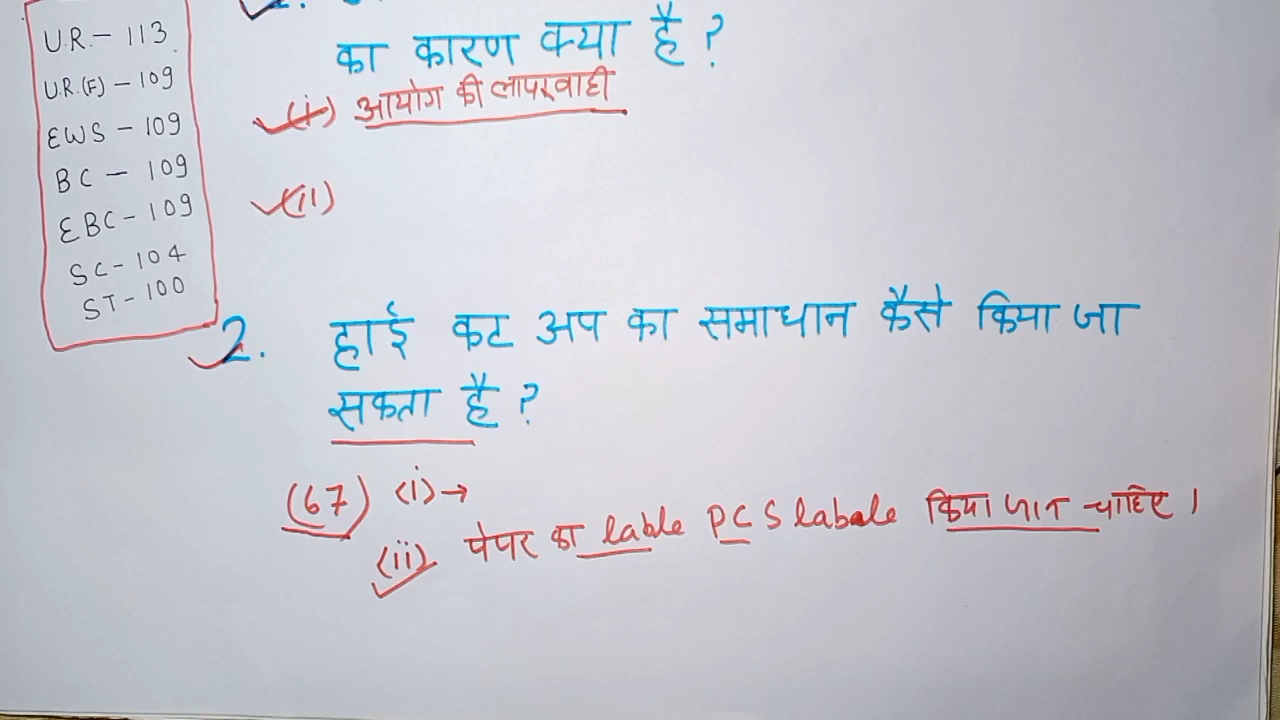 U.R. - 113
U.R.(F) - 109
EWS - 109
BC - 109
EBC - 109
SC - 104
ST - 100
का कारण क्या है ?
(i) आयोग की लापरवाही
(ii)
2. हाई कट अप का समाधान कैसे किया जा
सकता है ?
(67) (i) →
(ii) पेपर का lable PCS labale किया जान चाहिए ।